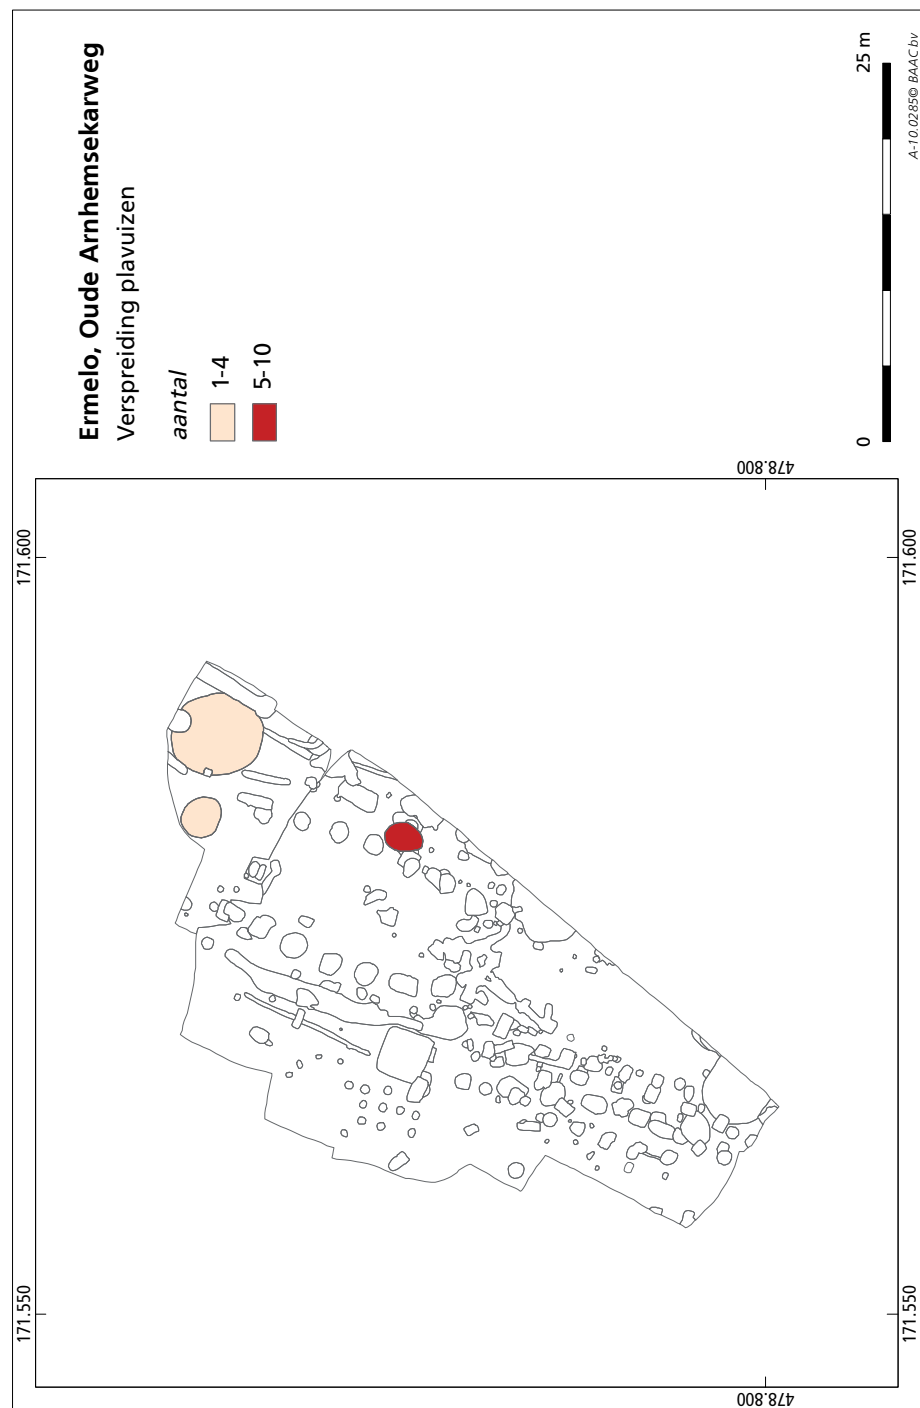 Ermelo, Oude Arnhemsekarweg
Verspreiding plavuizen
aantal
1-4
5-10
0
25 m
A-10.0285© BAAC bv
171.550
171.600
478.800
478.800
171.550
171.600